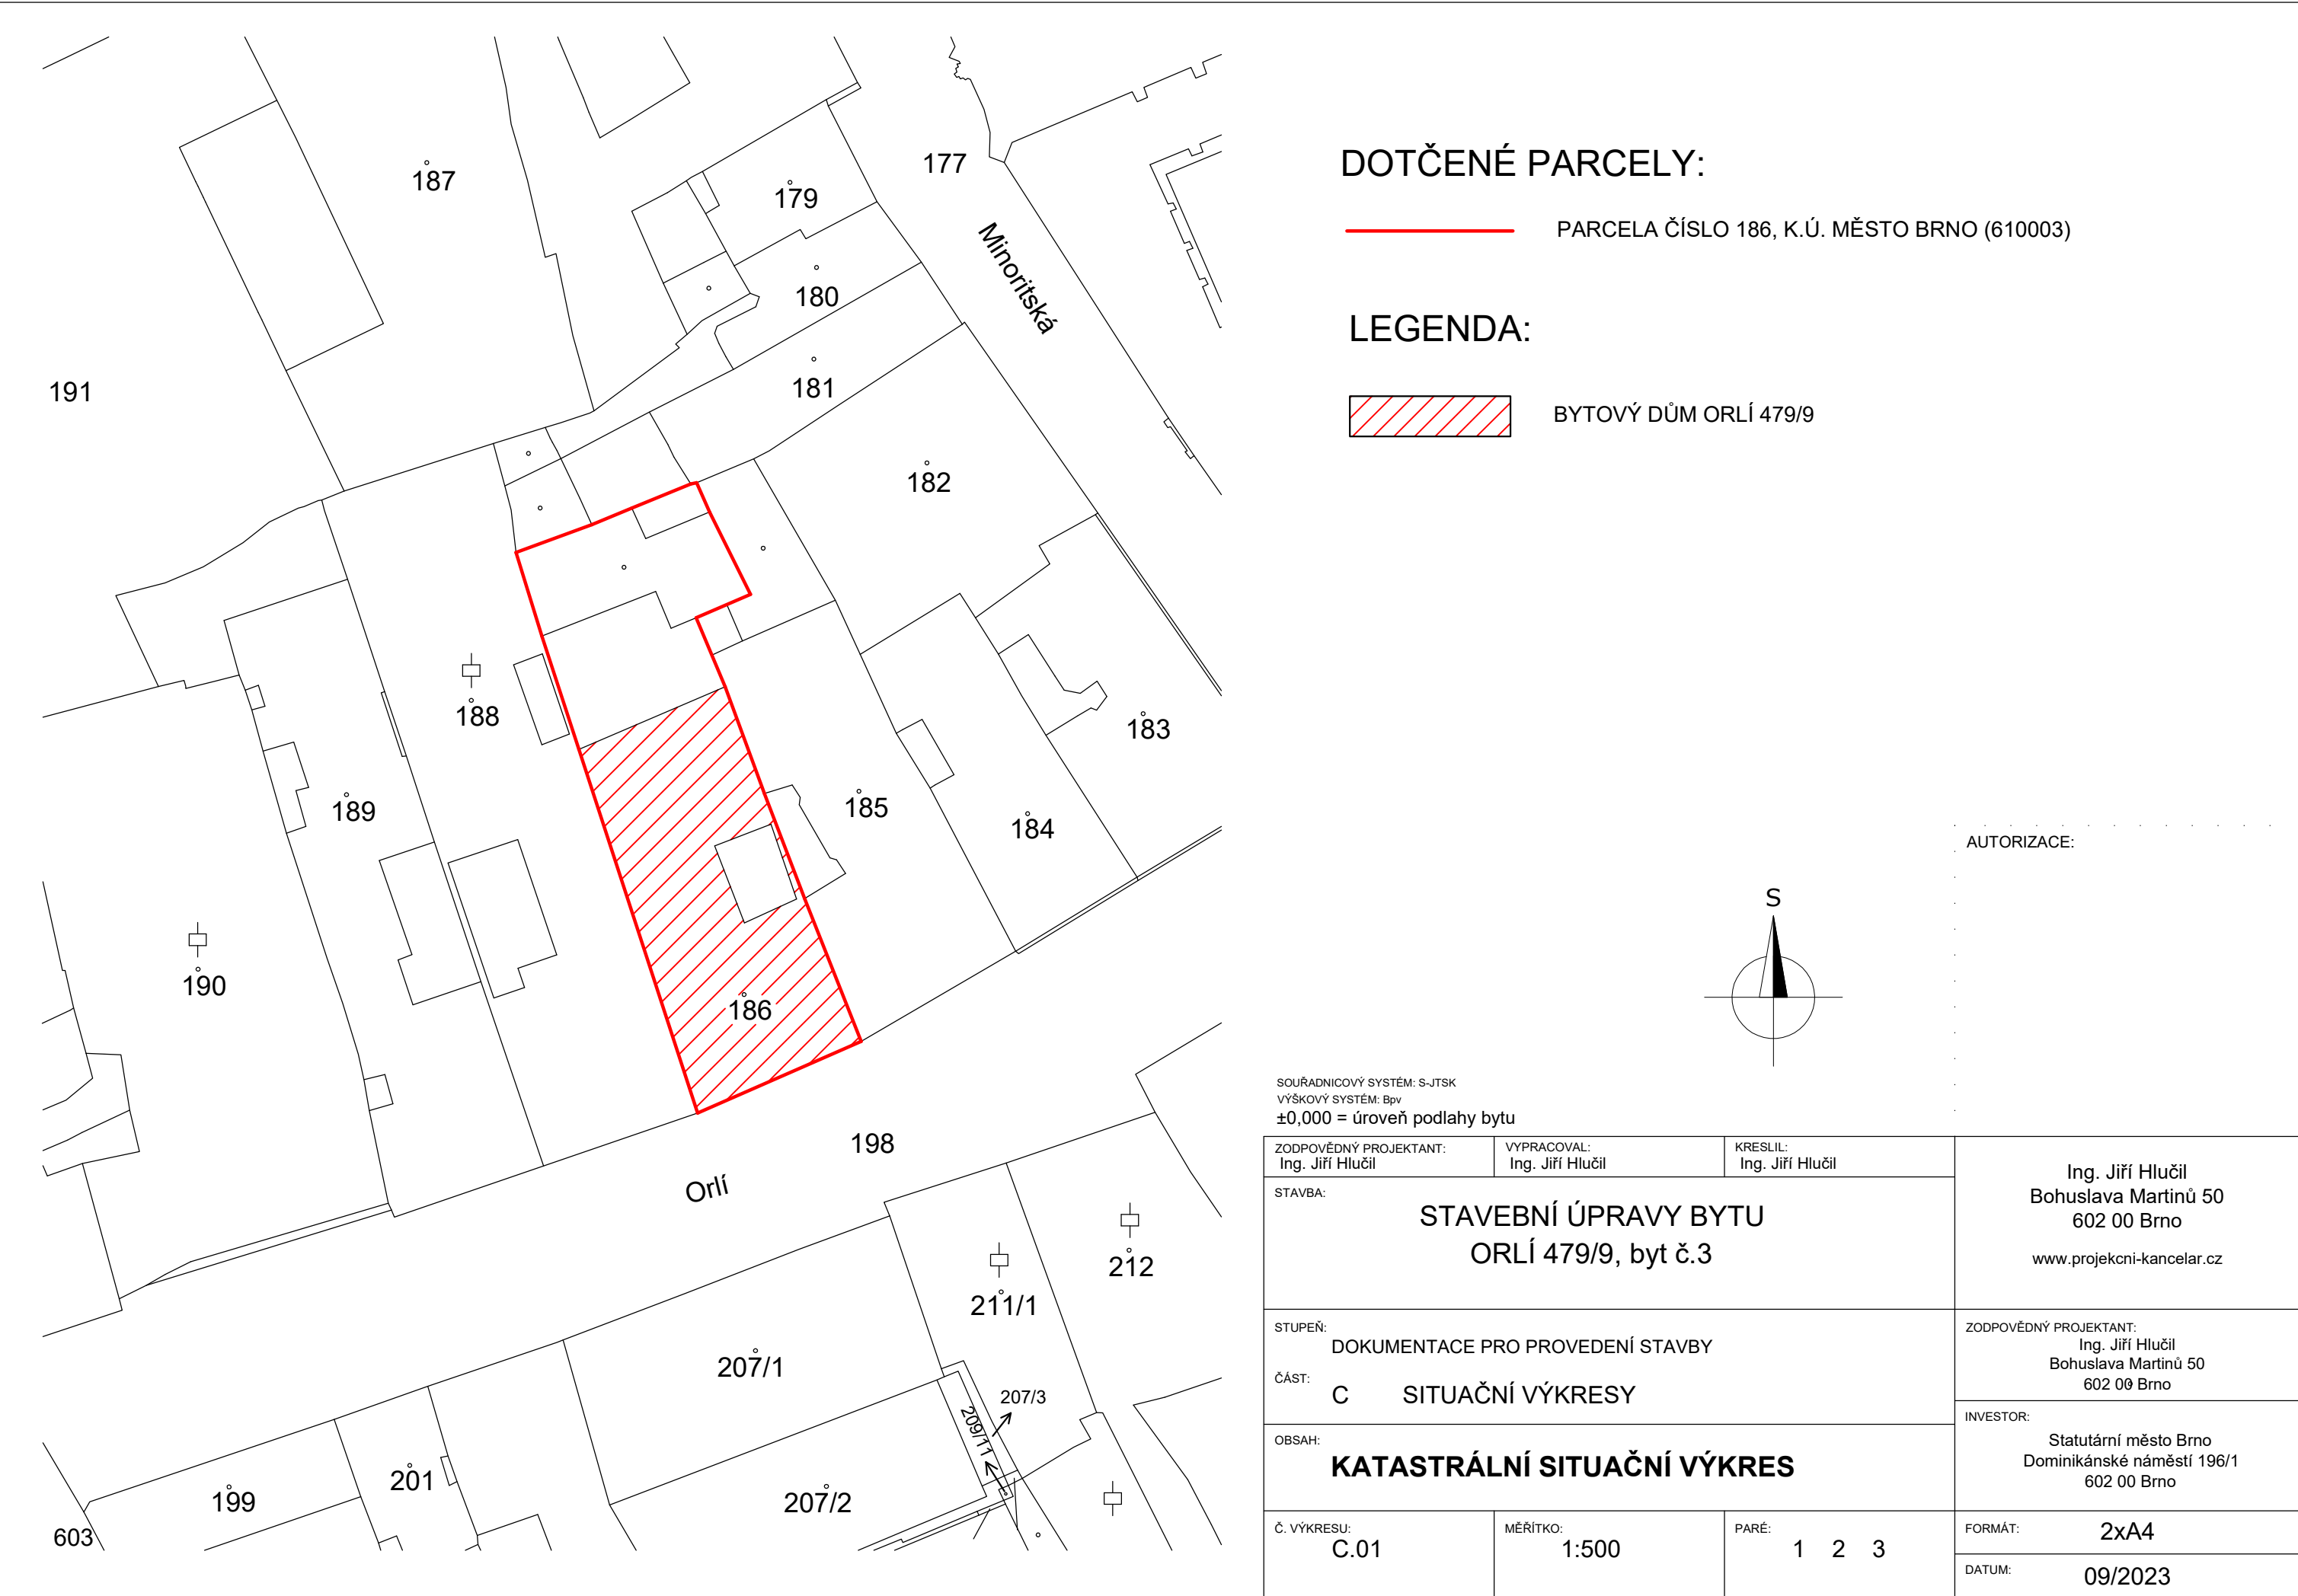 187
177
179
Minoritská
180
191
181
182
188
183
189
185
184
190
186
198
Orlí
212
211/1
207/1
207/3
209/11
201
199
207/2
603
DOTČENÉ PARCELY:
PARCELA ČÍSLO 186, K.Ú. MĚSTO BRNO (610003)
LEGENDA:
BYTOVÝ DŮM ORLÍ 479/9
AUTORIZACE:
S
SOUŘADNICOVÝ SYSTÉM: S-JTSK
VÝŠKOVÝ SYSTÉM: Bpv
±0,000 = úroveň podlahy bytu
ZODPOVĚDNÝ PROJEKTANT:
Ing. Jiří Hlučil
VYPRACOVAL:
Ing. Jiří Hlučil
KRESLIL:
Ing. Jiří Hlučil
Ing. Jiří Hlučil
Bohuslava Martinů 50
602 00 Brno
www.projekcni-kancelar.cz
STAVBA:
STAVEBNÍ ÚPRAVY BYTU
ORLÍ 479/9, byt č.3
STUPEŇ:
DOKUMENTACE PRO PROVEDENÍ STAVBY
ČÁST:
C SITUAČNÍ VÝKRESY
ZODPOVĚDNÝ PROJEKTANT:
Ing. Jiří Hlučil
Bohuslava Martinů 50
602 00 Brno
OBSAH:
KATASTRÁLNÍ SITUAČNÍ VÝKRES
INVESTOR:
Statutární město Brno
Dominikánské náměstí 196/1
602 00 Brno
Č. VÝKRESU:
C.01
MĚŘÍTKO:
1:500
PARÉ:
1 2 3
FORMÁT:
2xA4
DATUM:
09/2023